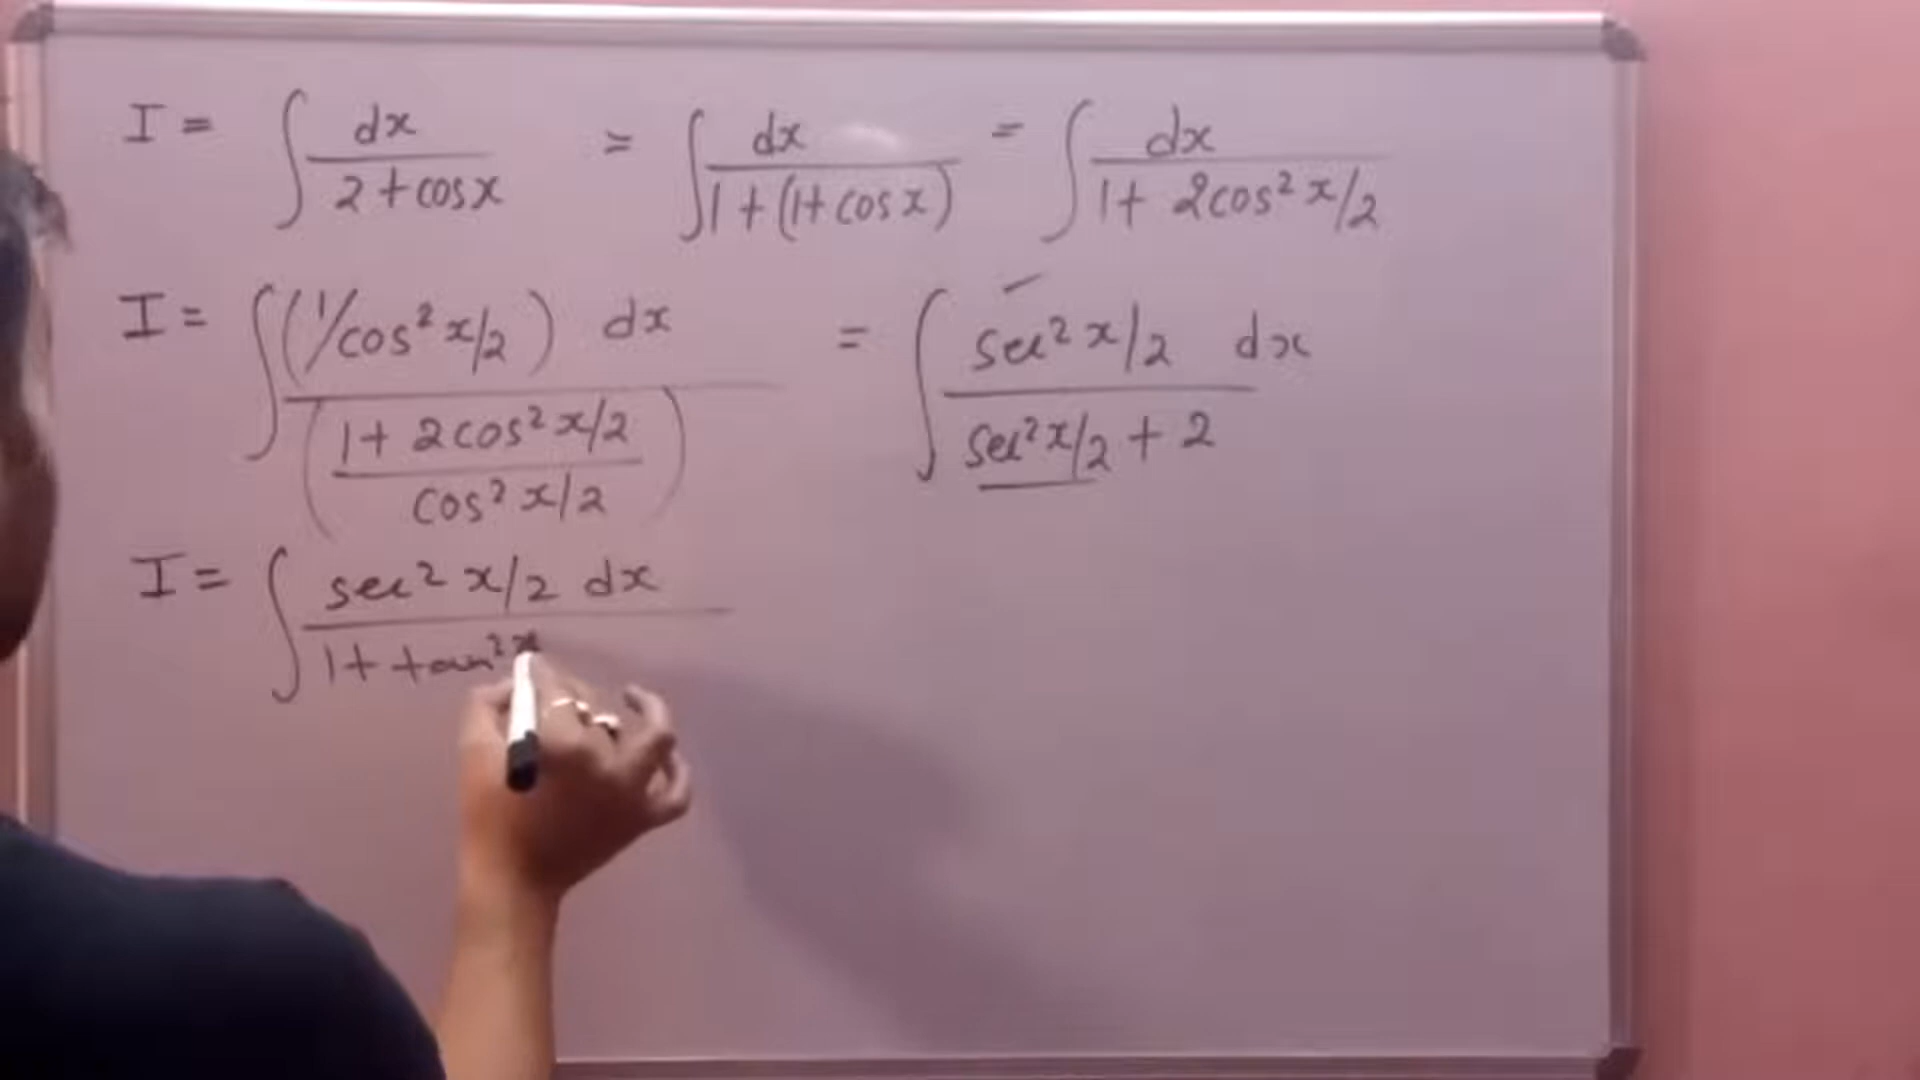 I = ∫ dx / 2 + cos x = ∫ dx / 1 + (1 + cos x) = ∫ dx / 1 + 2cos² x/2
I = ∫ (1/cos² x/2) dx / (1 + 2cos² x/2 / cos² x/2) = ∫ sec² x/2 dx / sec² x/2 + 2
I = ∫ sec² x/2 dx / 1 + tan² x